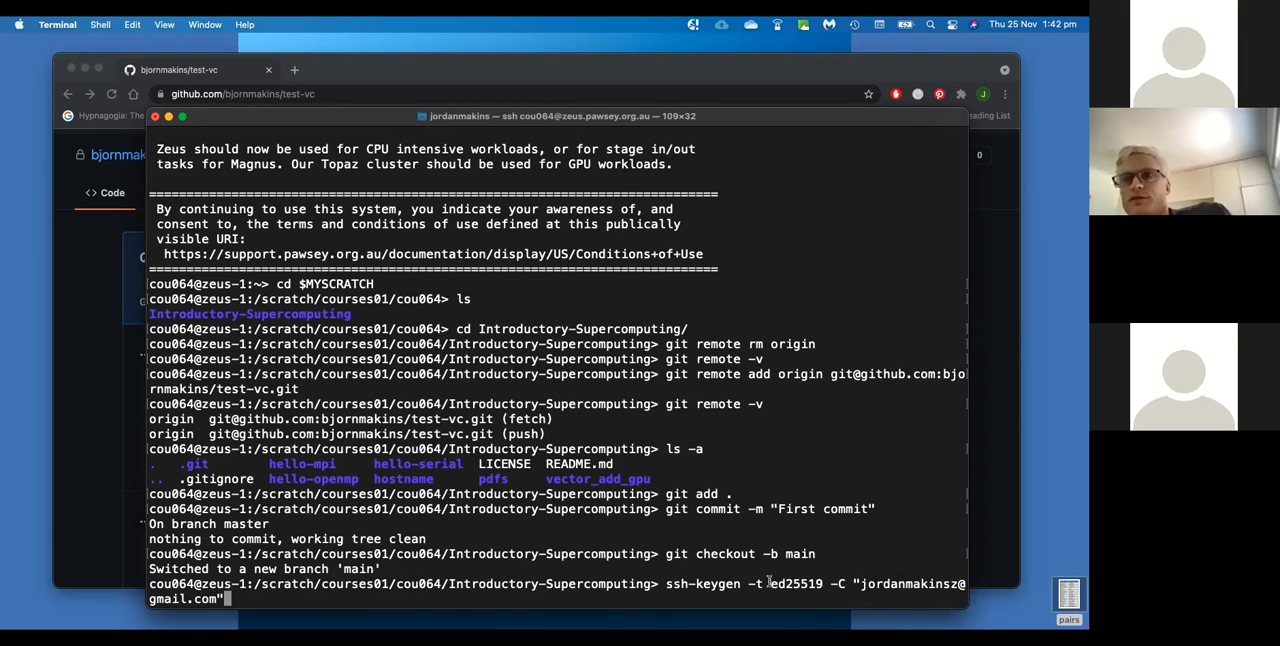 Terminal Shell Edit View Window Help Thu 25 Nov 1:42 pm
bjornmakins/test-vc
github.com/bjornmakins/test-vc J
G Hypnagogia: The eading List
jordanmakins — ssh cou064@zeus.pawsey.org.au — 109×32
bjornmak 0
<> Code
Zeus should now be used for CPU intensive workloads, or for stage in/out
tasks for Magnus. Our Topaz cluster should be used for GPU workloads.
=========================================================================
By continuing to use this system, you indicate your awareness of, and
consent to, the terms and conditions of use defined at this publically
visible URI:
https://support.pawsey.org.au/documentation/display/US/Conditions+of+Use
=========================================================================
cou064@zeus-1:~> cd $MYSCRATCH
cou064@zeus-1:/scratch/courses01/cou064> ls
Introductory-Supercomputing
cou064@zeus-1:/scratch/courses01/cou064> cd Introductory-Supercomputing/
cou064@zeus-1:/scratch/courses01/cou064/Introductory-Supercomputing> git remote rm origin
cou064@zeus-1:/scratch/courses01/cou064/Introductory-Supercomputing> git remote -v
cou064@zeus-1:/scratch/courses01/cou064/Introductory-Supercomputing> git remote add origin git@github.com:bjo
rnmakins/test-vc.git
cou064@zeus-1:/scratch/courses01/cou064/Introductory-Supercomputing> git remote -v
origin git@github.com:bjornmakins/test-vc.git (fetch)
origin git@github.com:bjornmakins/test-vc.git (push)
cou064@zeus-1:/scratch/courses01/cou064/Introductory-Supercomputing> ls -a
. .git hello-mpi hello-serial LICENSE README.md
.. .gitignore hello-openmp hostname pdfs vector_add_gpu
cou064@zeus-1:/scratch/courses01/cou064/Introductory-Supercomputing> git add .
cou064@zeus-1:/scratch/courses01/cou064/Introductory-Supercomputing> git commit -m "First commit"
On branch master
nothing to commit, working tree clean
cou064@zeus-1:/scratch/courses01/cou064/Introductory-Supercomputing> git checkout -b main
Switched to a new branch 'main'
cou064@zeus-1:/scratch/courses01/cou064/Introductory-Supercomputing> ssh-keygen -t ed25519 -C "jordanmakinsz@
gmail.com"
pairs